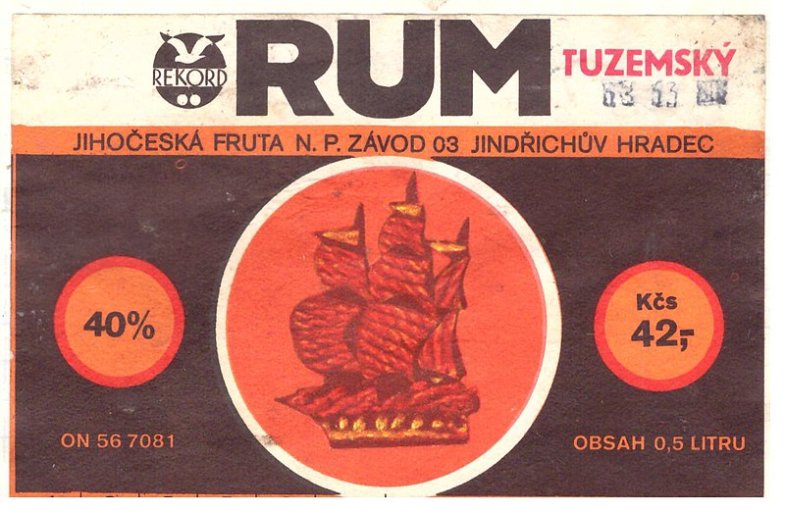 REKORD
RUM
TUZEMSKÝ
JIHOČESKÁ FRUTA N. P. ZÁVOD 03 JINDŘICHŮV HRADEC
40%
Kčs
42,-
ON 56 7081
OBSAH 0,5 LITRU